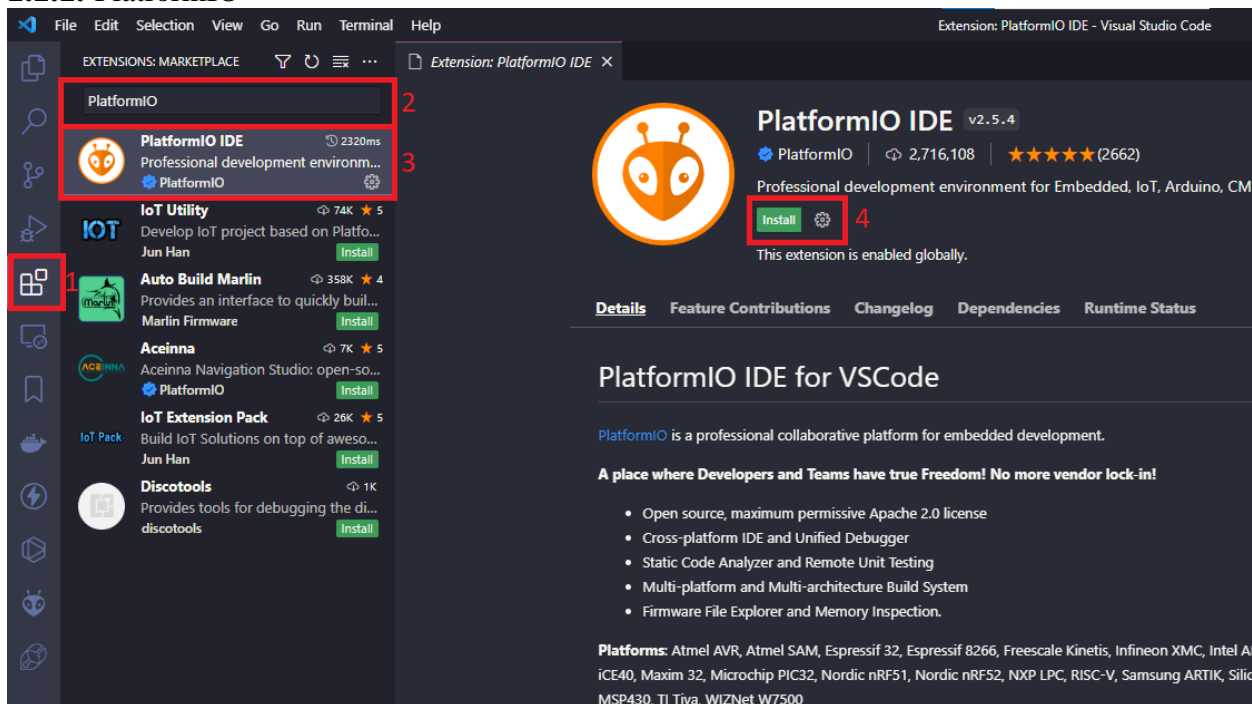 2.2.2. PlatformIO
File Edit Selection View Go Run Terminal Help
Extension: PlatformIO IDE - Visual Studio Code
EXTENSIONS: MARKETPLACE
Extension: PlatformIO IDE
PlatformIO
2
PlatformIO IDE 2320ms
Professional development environm...
PlatformIO
3
IoT Utility 74K 5
IOT
Develop IoT project based on Platfo...
Jun Han Install
1
Auto Build Marlin 358K 4
Marlin
Provides an interface to quickly buil...
Marlin Firmware Install
Aceinna 7K 5
ACEINNA
Aceinna Navigation Studio: open-so...
PlatformIO Install
IoT Extension Pack 26K 5
IoT Pack
Build IoT Solutions on top of aweso...
Jun Han Install
Discotools 1K
Provides tools for debugging the di...
discotools Install
PlatformIO IDE v2.5.4
PlatformIO 2,716,108 (2662)
Professional development environment for Embedded, IoT, Arduino, CM
Install 4
This extension is enabled globally.
Details Feature Contributions Changelog Dependencies Runtime Status
PlatformIO IDE for VSCode
PlatformIO is a professional collaborative platform for embedded development.
A place where Developers and Teams have true Freedom! No more vendor lock-in!
• Open source, maximum permissive Apache 2.0 license
• Cross-platform IDE and Unified Debugger
• Static Code Analyzer and Remote Unit Testing
• Multi-platform and Multi-architecture Build System
• Firmware File Explorer and Memory Inspection.
Platforms: Atmel AVR, Atmel SAM, Espressif 32, Espressif 8266, Freescale Kinetis, Infineon XMC, Intel A
iCE40, Maxim 32, Microchip PIC32, Nordic nRF51, Nordic nRF52, NXP LPC, RISC-V, Samsung ARTIK, Silic
MSP430, TI Tiva, WIZNet W7500